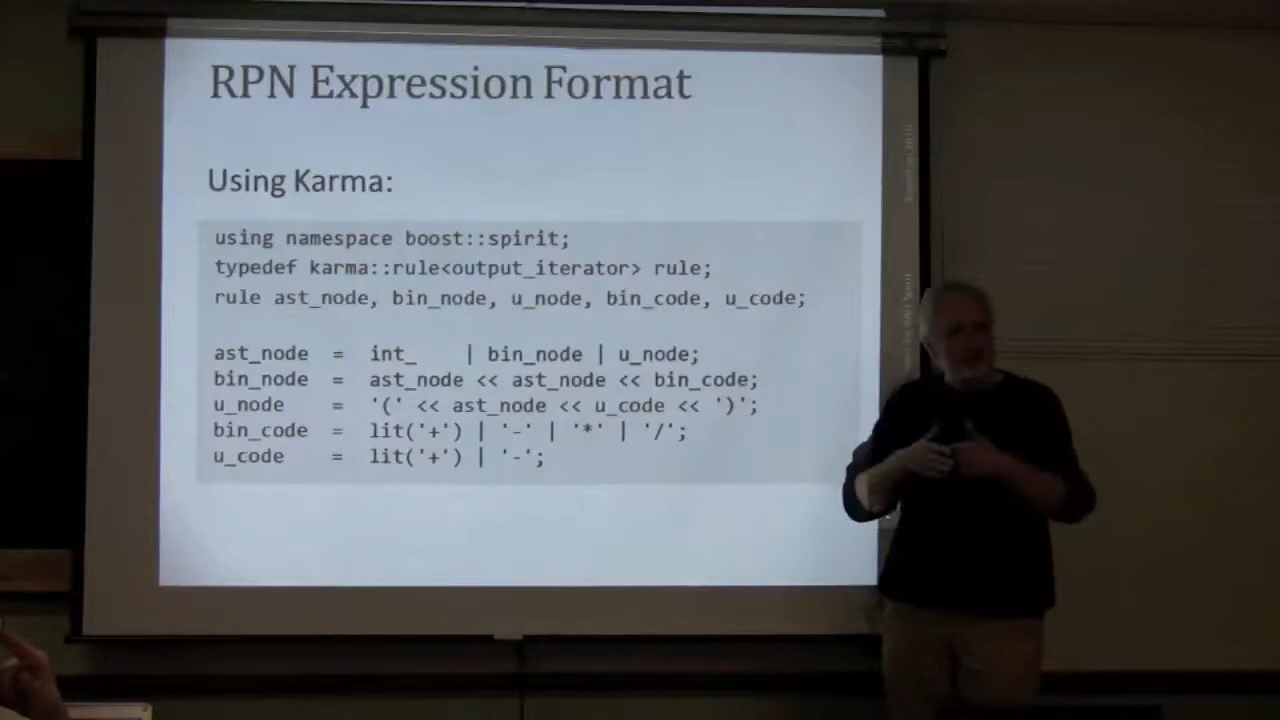 RPN Expression Format
Using Karma:
using namespace boost::spirit;
typedef karma::rule<output_iterator> rule;
rule ast_node, bin_node, u_node, bin_code, u_code;
ast_node = int_ | bin_node | u_node;
bin_node = ast_node << ast_node << bin_code;
u_node = '(' << ast_node << u_code << ')';
bin_code = lit('+') | '-' | '*' | '/';
u_code = lit('+') | '-';